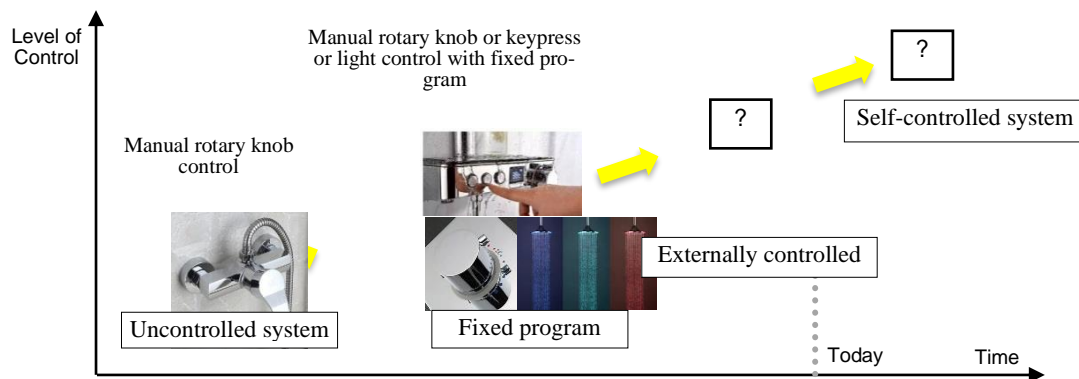 Level of
Control
Manual rotary knob or keypress
or light control with fixed pro-
gram
?
?
Self-controlled system
Manual rotary knob
control
Externally controlled
Uncontrolled system
Fixed program
Today
Time